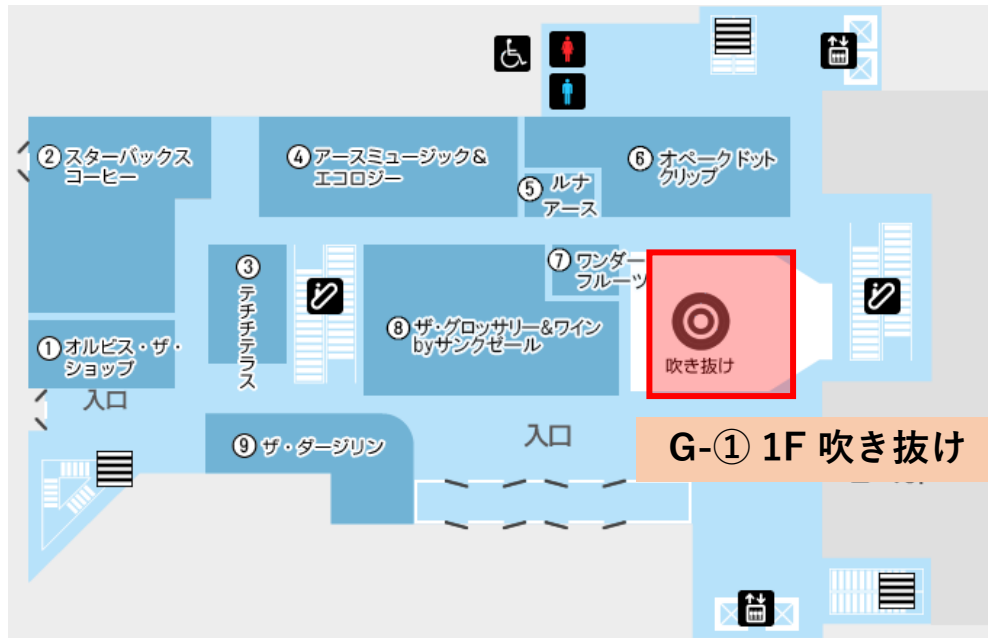 ②スターバックス
コーヒー
④アースミュージック&
エコロジー
⑥オペークドット
クリップ
⑤ルナ
アース
③テチチテラス
⑦ワンダー
フルーツ
①オルビス・ザ・
ショップ
⑧ザ・グロッサリー&ワイン
byサンクゼール
吹き抜け
入口
⑨ザ・ダージリン
入口
G-① 1F 吹き抜け